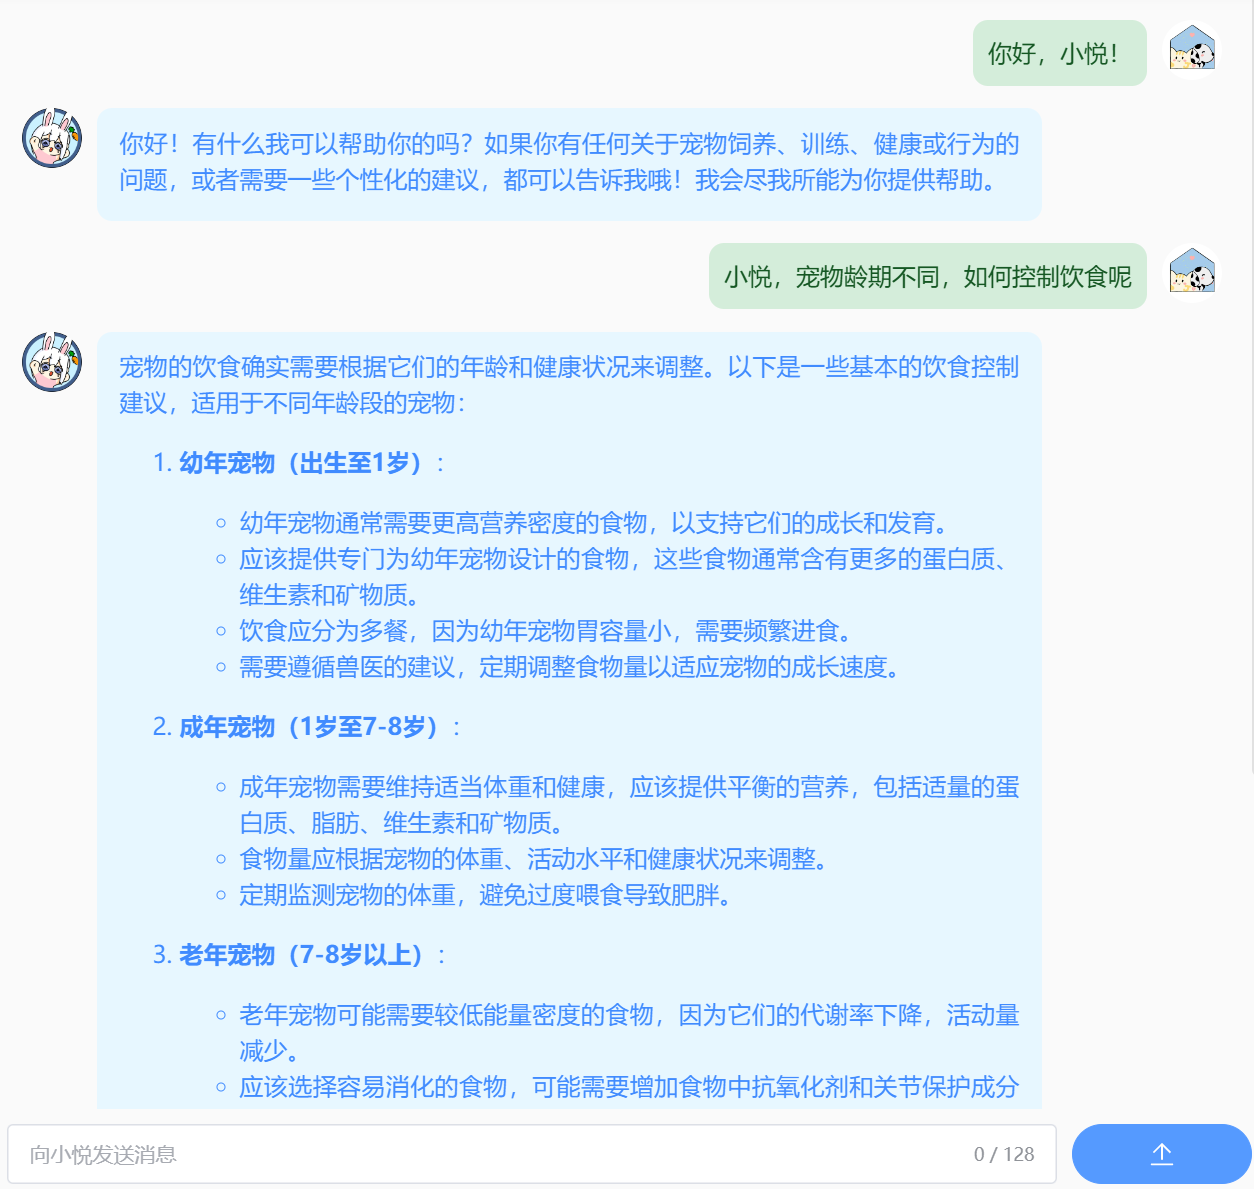 你好，小悦！
你好！有什么我可以帮助你的吗？如果你有任何关于宠物饲养、训练、健康或行为的
问题，或者需要一些个性化的建议，都可以告诉我哦！我会尽我所能为你提供帮助。
小悦，宠物龄期不同，如何控制饮食呢
宠物的饮食确实需要根据它们的年龄和健康状况来调整。以下是一些基本的饮食控制
建议，适用于不同年龄段的宠物：
1. 幼年宠物（出生至1岁）：
◦ 幼年宠物通常需要更高营养密度的食物，以支持它们的成长和发育。
◦ 应该提供专门为幼年宠物设计的食物，这些食物通常含有更多的蛋白质、
维生素和矿物质。
◦ 饮食应分为多餐，因为幼年宠物胃容量小，需要频繁进食。
◦ 需要遵循兽医的建议，定期调整食物量以适应宠物的成长速度。
2. 成年宠物（1岁至7-8岁）：
◦ 成年宠物需要维持适当体重和健康，应该提供平衡的营养，包括适量的蛋
白质、脂肪、维生素和矿物质。
◦ 食物量应根据宠物的体重、活动水平和健康状况来调整。
◦ 定期监测宠物的体重，避免过度喂食导致肥胖。
3. 老年宠物（7-8岁以上）：
◦ 老年宠物可能需要较低能量密度的食物，因为它们的代谢率下降，活动量
减少。
◦ 应该选择容易消化的食物，可能需要增加食物中抗氧化剂和关节保护成分
向小悦发送消息
0 / 128